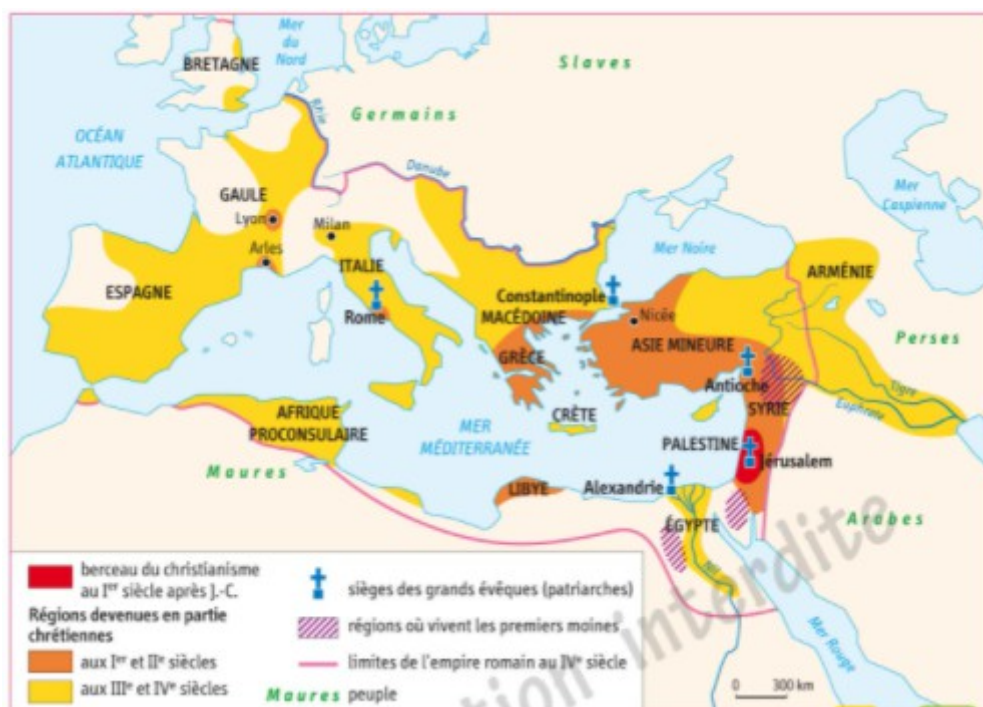 Mer
du
Nord
BRETAGNE
Slaves
Germains
Rhin
OCÉAN
ATLANTIQUE
Danube
Mer
Caspienne
GAULE
Lyon
Milan
Mer Noire
Arles
ITALIE
ARMÉNIE
ESPAGNE
Constantinople
MACÉDOINE
Nicée
Rome
ASIE MINEURE
Perses
GRÈCE
Antioche
Tigre
SYRIE
Euphrate
AFRIQUE
PROCONSULAIRE
CRÈTE
MER
MÉDITERRANÉE
PALESTINE
Jérusalem
Maures
LIBYE
Alexandrie
ÉGYPTE
Arabes
Nil
Mer Rouge
berceau du christianisme
au Ier siècle après J.-C.
Régions devenues en partie
chrétiennes
aux Ier et IIe siècles
aux IIIe et IVe siècles
sièges des grands évêques (patriarches)
régions où vivent les premiers moines
limites de l'empire romain au IVe siècle
Maures peuple
0 300 km
interdite